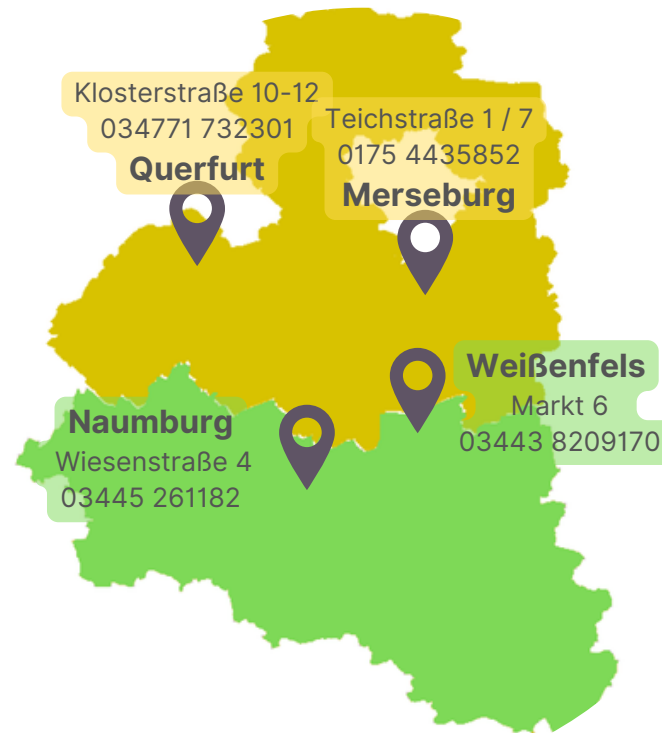 Klosterstraße 10-12
034771 732301
Querfurt
Teichstraße 1 / 7
0175 4435852
Merseburg
Weißenfels
Markt 6
03443 8209170
Naumburg
Wiesenstraße 4
03445 261182